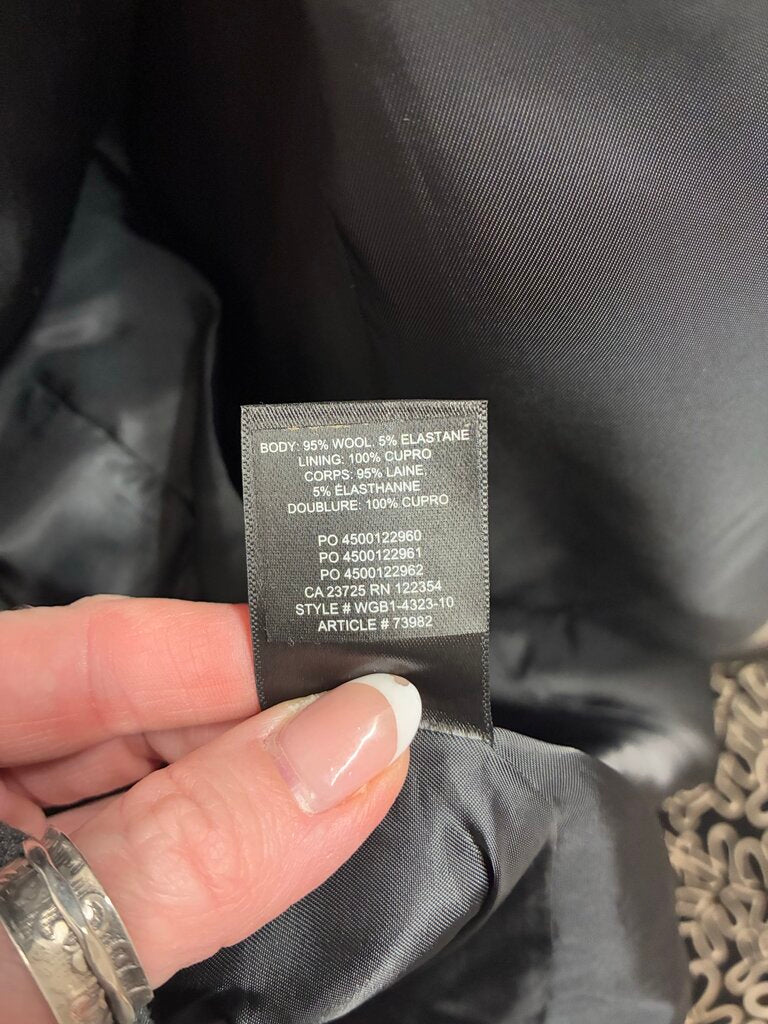 BODY: 95% WOOL. 5% ELASTANE
LINING: 100% CUPRO
CORPS: 95% LAINE,
5% ÉLASTHANNE
DOUBLURE: 100% CUPRO
PO 4500122960
PO 4500122961
PO 4500122962
CA 23725 RN 122354
STYLE # WGB1-4323-10
ARTICLE # 73982